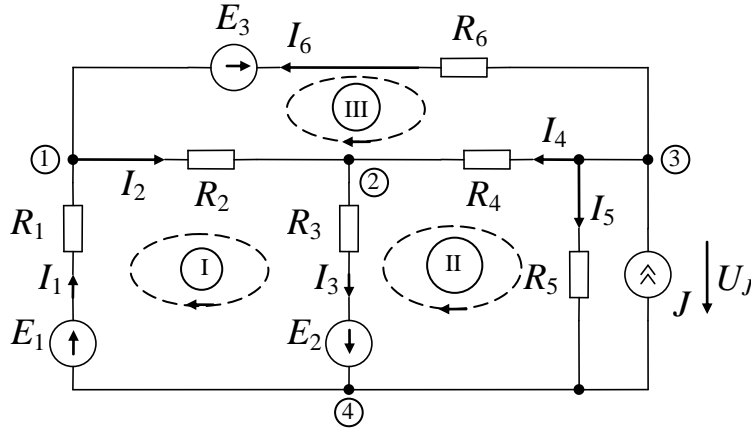 E3 I6 R6
III
1 I2 R2 2 R4 I4 3
R1 R3 I5
I1 I I3 II R5 J UJ
E1 E2
4